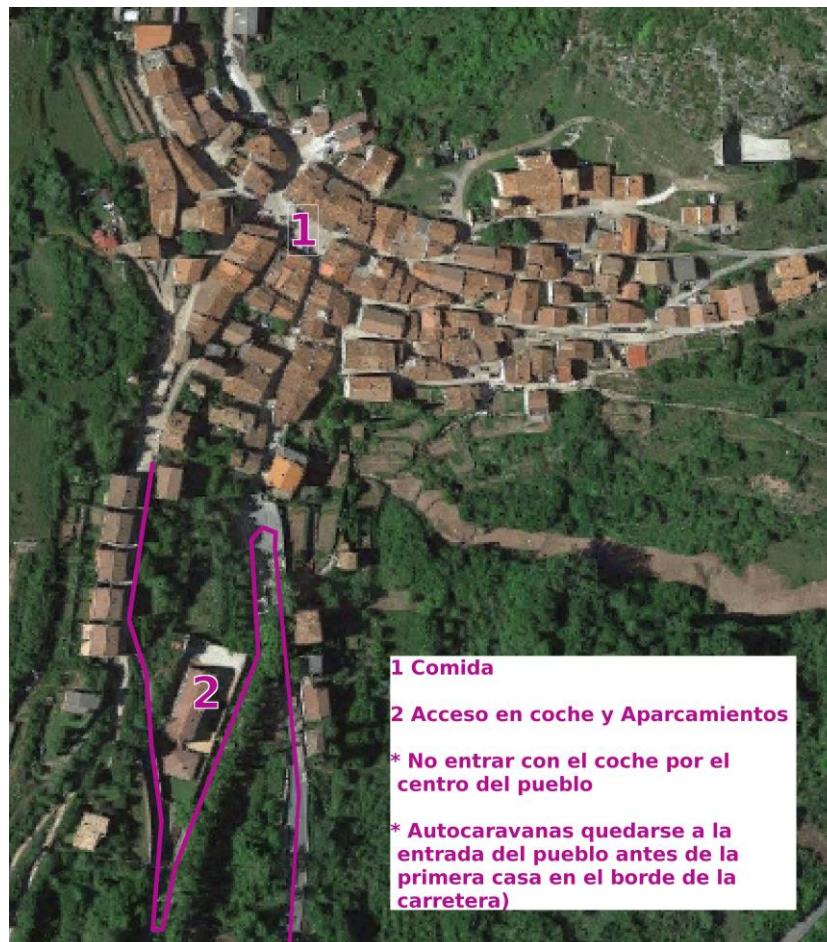 1
2
1 Comida
2 Acceso en coche y Aparcamientos
* No entrar con el coche por el
centro del pueblo
* Autocaravanas quedarse a la
entrada del pueblo antes de la
primera casa en el borde de la
carretera)